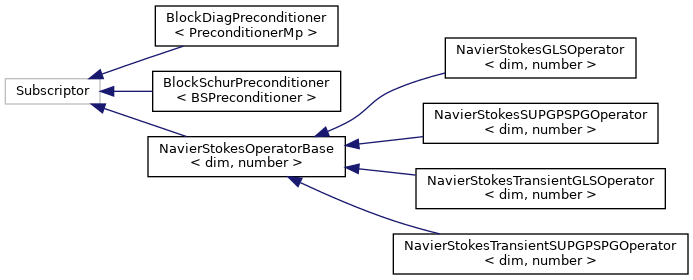 Subscriptor
BlockDiagPreconditioner
< PreconditionerMp >
BlockSchurPreconditioner
< BSPreconditioner >
NavierStokesOperatorBase
< dim, number >
NavierStokesGLSOperator
< dim, number >
NavierStokesSUPGPSPGOperator
< dim, number >
NavierStokesTransientGLSOperator
< dim, number >
NavierStokesTransientSUPGPSPGOperator
< dim, number >